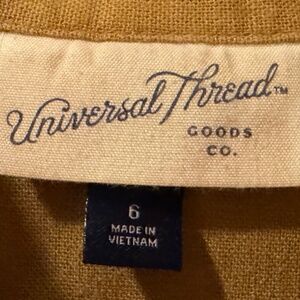 Universal Thread™
GOODS
CO.
6
MADE IN
VIETNAM